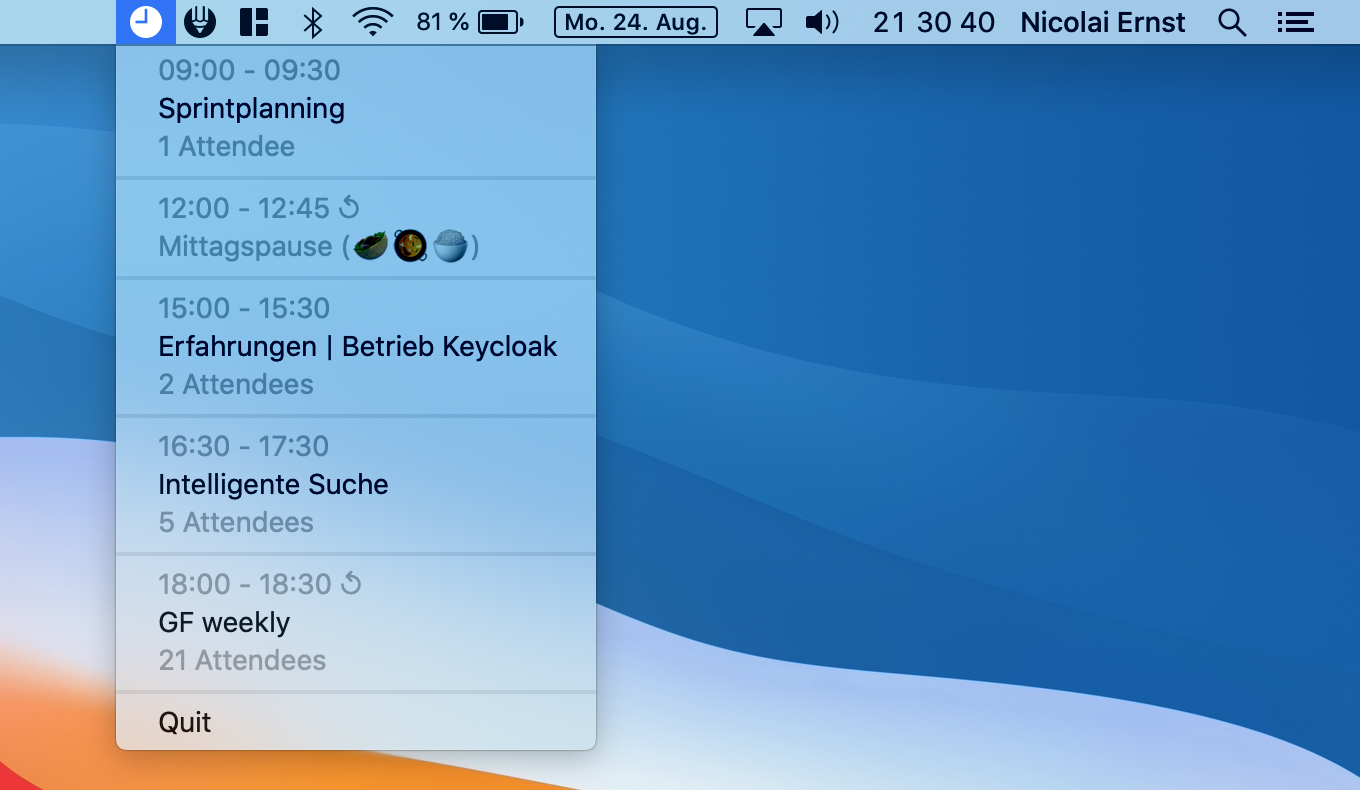 81 % Mo. 24. Aug. 21 30 40 Nicolai Ernst
09:00 - 09:30
Sprintplanning
1 Attendee
12:00 - 12:45
Mittagspause (🥗🥘🍚)
15:00 - 15:30
Erfahrungen | Betrieb Keycloak
2 Attendees
16:30 - 17:30
Intelligente Suche
5 Attendees
18:00 - 18:30
GF weekly
21 Attendees
Quit